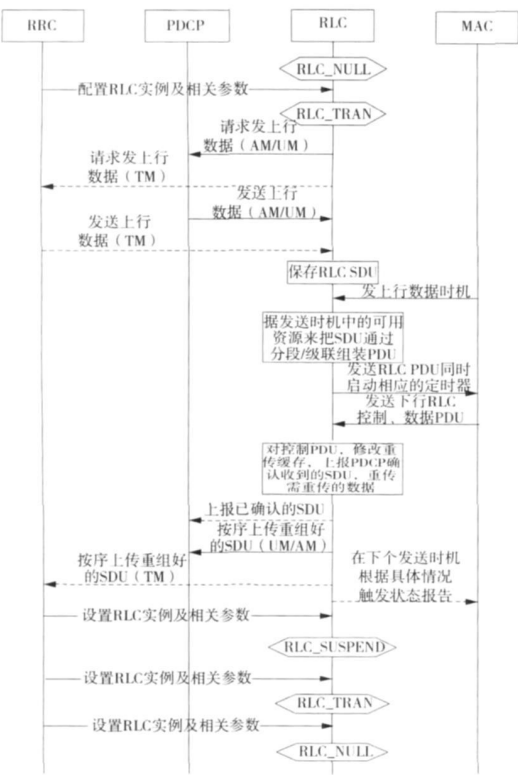 RRC
PDCP
RLC
MAC
RLC_NULL
配置RLC实例及相关参数
RLC_TRAN
请求发上行
数据（AM/UM）
请求发上行
数据（TM）
发送上行
数据（AM/UM）
发送上行
数据（TM）
保存RLC SDU
发上行数据时机
据发送时机中的可用
资源来把SDU通过
分段/级联组装PDU
发送RLC PDU同时
启动相应的定时器
发送下行RLC
控制、数据PDU
对控制PDU，修改重
传缓存，上报PDCP确
认收到的SDU，重传
需重传的数据
上报已确认的SDU
按序上传重组好
的SDU（UM/AM）
按序上传重组好
的SDU（TM）
在下个发送时机
根据具体情况
触发状态报告
设置RLC实例及相关参数
RLC_SUSPEND
设置RLC实例及相关参数
RLC_TRAN
设置RLC实例及相关参数
RLC_NULL